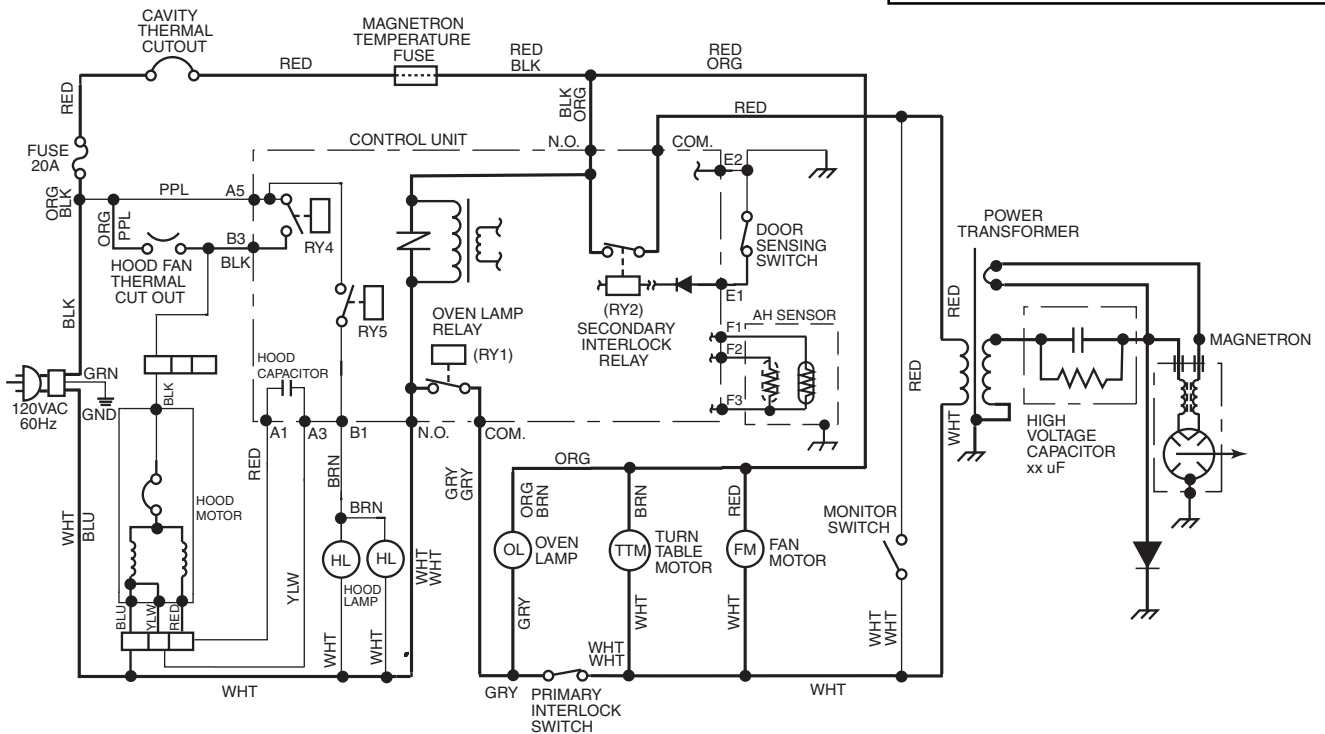 CAVITY
THERMAL
CUTOUT
MAGNETRON
TEMPERATURE
FUSE
RED
RED
BLK
RED
ORG
RED
BLK
ORG
RED
FUSE
20A
CONTROL UNIT
N.O.
COM.
E2
ORG
BLK
PPL
A5
ORG
PPL
B3
BLK
RY4
HOOD FAN
THERMAL
CUT OUT
DOOR
SENSING
SWITCH
POWER
TRANSFORMER
E1
(RY2)
SECONDARY
INTERLOCK
RELAY
BLK
RY5
OVEN LAMP
RELAY
(RY1)
AH SENSOR
F1
F2
F3
RED
RED
MAGNETRON
HOOD
CAPACITOR
GRN
GND
120VAC
60Hz
BLK
A1
A3
B1
N.O.
COM.
WHT
HIGH
VOLTAGE
CAPACITOR
xx uF
RED
BRN
GRY
GRY
ORG
HOOD
MOTOR
BRN
ORG
BRN
BRN
RED
MONITOR
SWITCH
WHT
BLU
HL
HL
HOOD
LAMP
YLW
WHT
WHT
OL
OVEN
LAMP
TTM
TURN
TABLE
MOTOR
FM
FAN
MOTOR
BLU
YLW
RED
WHT
WHT
GRY
WHT
WHT
WHT
WHT
WHT
WHT
WHT
GRY
PRIMARY
INTERLOCK
SWITCH
WHT